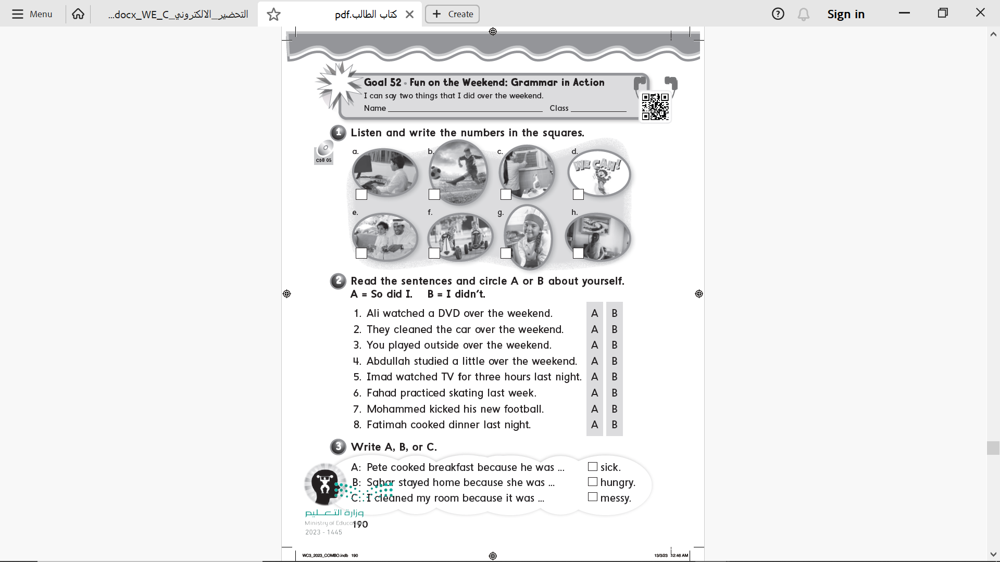 Menu
التحضير_الالكتروني_docx_WE_C...
كتاب الطالب.pdf
Create
Sign in
Goal 52 • Fun on the Weekend: Grammar in Action
I can say two things that I did over the weekend.
Name ____________ Class ____________
1 Listen and write the numbers in the squares.
CD8 05
a. b. c. d.
WE CAN!
e. f. g. h.
2 Read the sentences and circle A or B about yourself.
A = So did I. B = I didn't.
1. Ali watched a DVD over the weekend. A B
2. They cleaned the car over the weekend. A B
3. You played outside over the weekend. A B
4. Abdullah studied a little over the weekend. A B
5. Imad watched TV for three hours last night. A B
6. Fahad practiced skating last week. A B
7. Mohammed kicked his new football. A B
8. Fatimah cooked dinner last night. A B
3 Write A, B, or C.
A: Pete cooked breakfast because he was ... sick.
B: Sahar stayed home because she was ... hungry.
C: I cleaned my room because it was ... messy.
وزارة التعليم
Ministry of Education
190
2023 - 1445
WC3_2023_COMBO.indb 190
13/3/23 12:46 AM